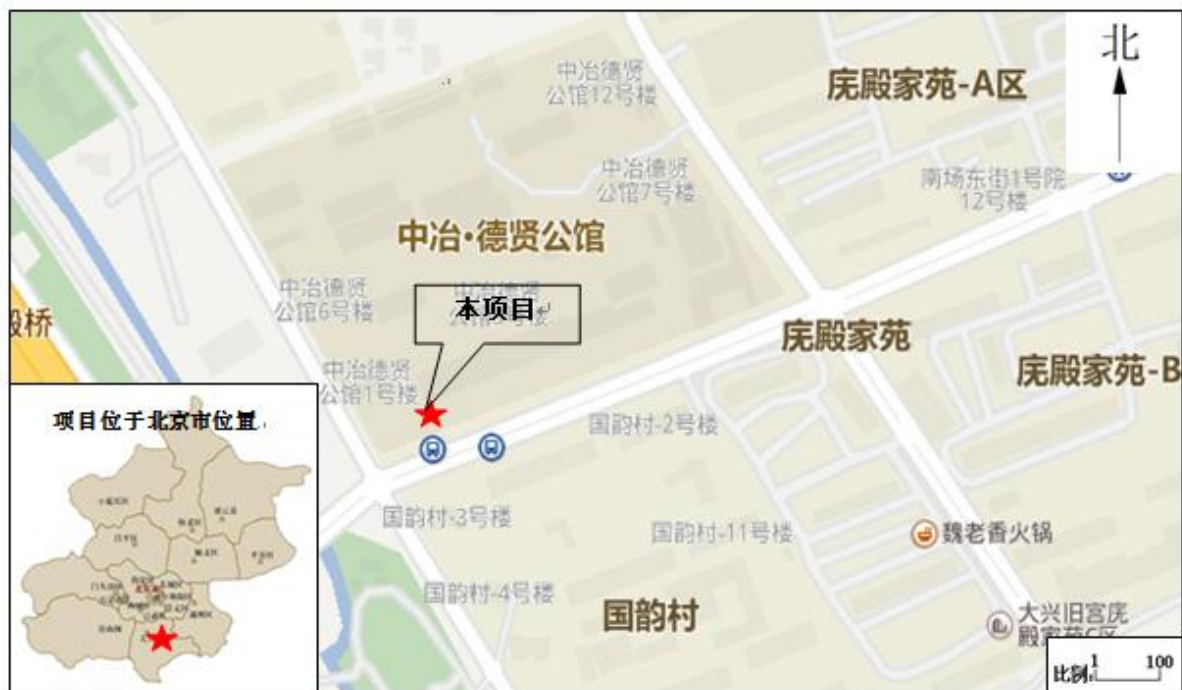 北
中冶德贤
公馆12号楼
庑殿家苑-A区
中冶德贤
公馆7号楼
南场东街1号院
12号楼
中冶·德贤公馆
中冶德贤
公馆6号楼
中冶德贤
本项目
殿桥
庑殿家苑
庑殿家苑-B
中冶德贤
公馆1号楼
项目位于北京市位置
国韵村-2号楼
国韵村-3号楼
国韵村-11号楼
魏老香火锅
国韵村-4号楼
国韵村
大兴旧宫庑
殿家苑C区
比例
1
100